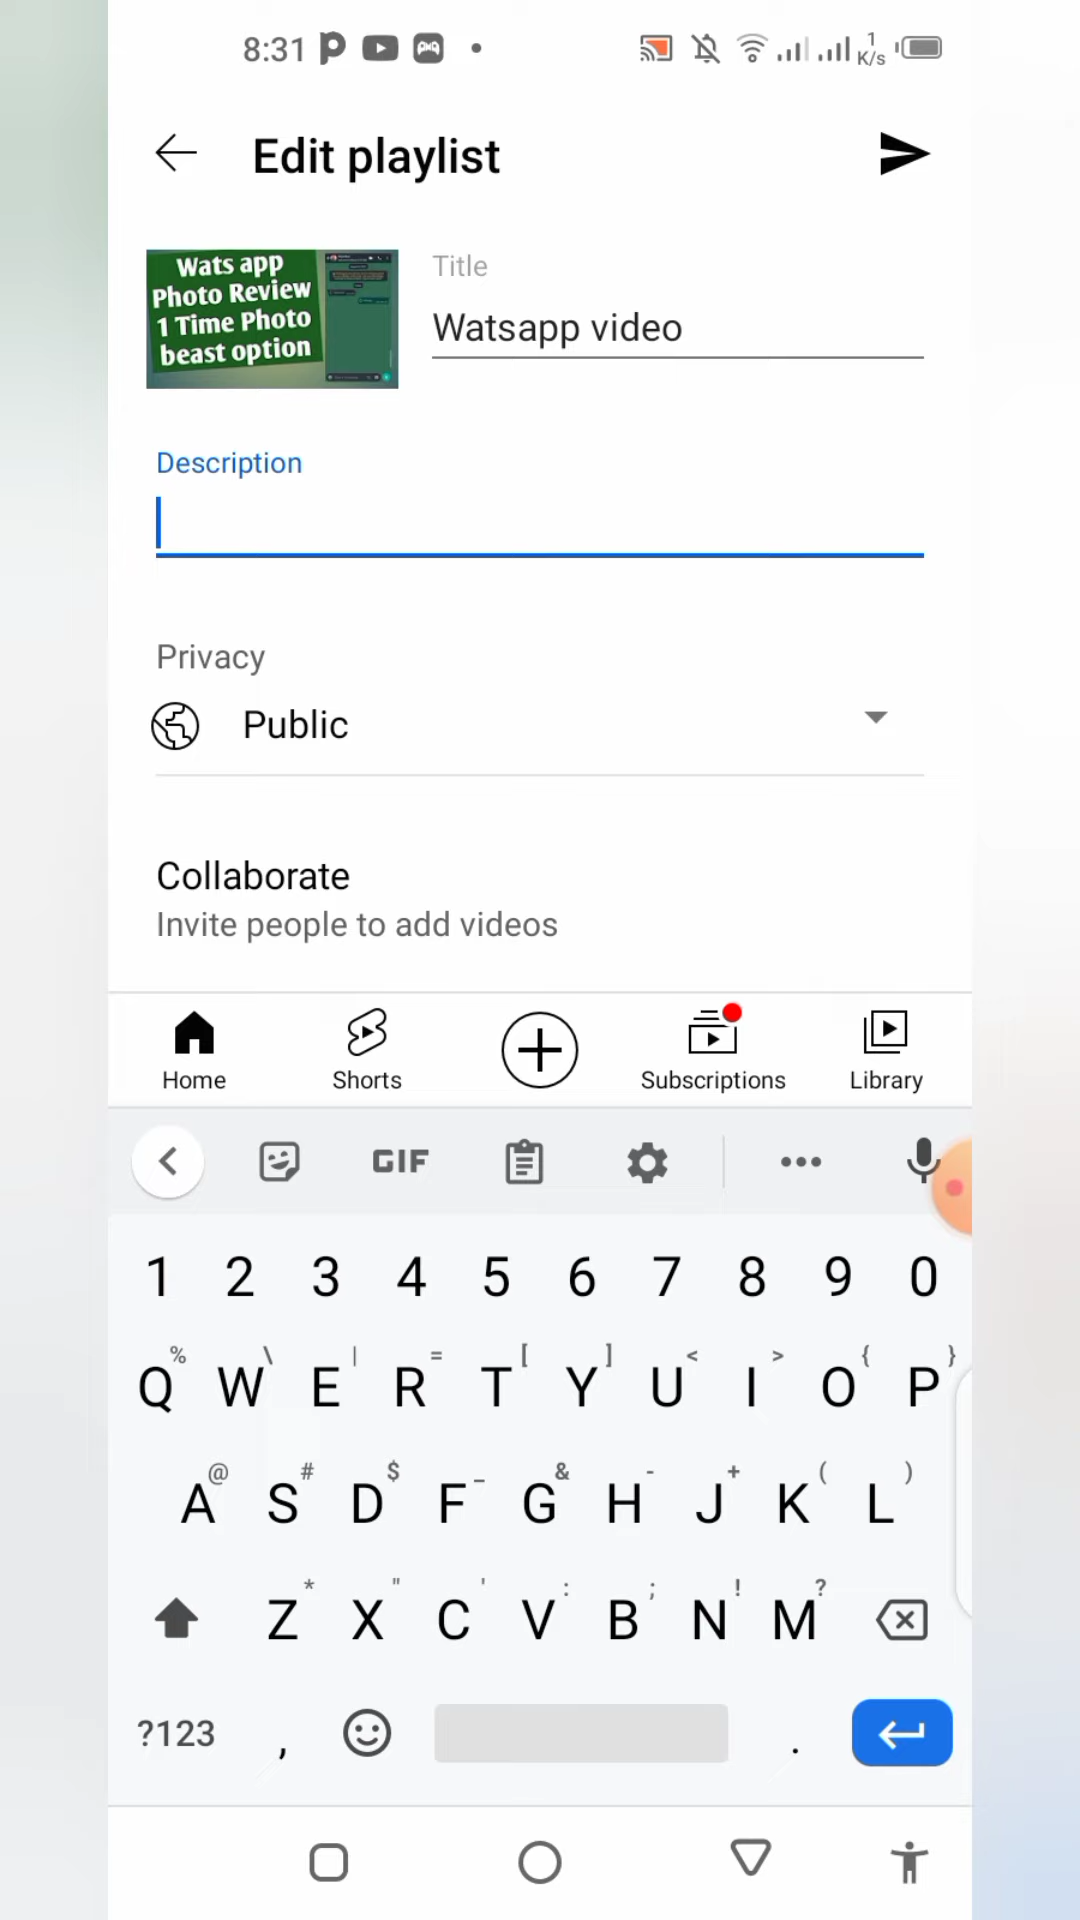 8:31
1
K/s
Edit playlist
Wats app
Photo Review
1 Time Photo
beast option
Title
Watsapp video
Description
Privacy
Public
Collaborate
Invite people to add videos
Home Shorts Subscriptions Library
GIF
1 2 3 4 5 6 7 8 9 0
% \ | = [ ] < > { }
Q W E R T Y U I O P
@ # $ _ & - + ( )
A S D F G H J K L
* " ' : ; ! ?
Z X C V B N M
?123 , .